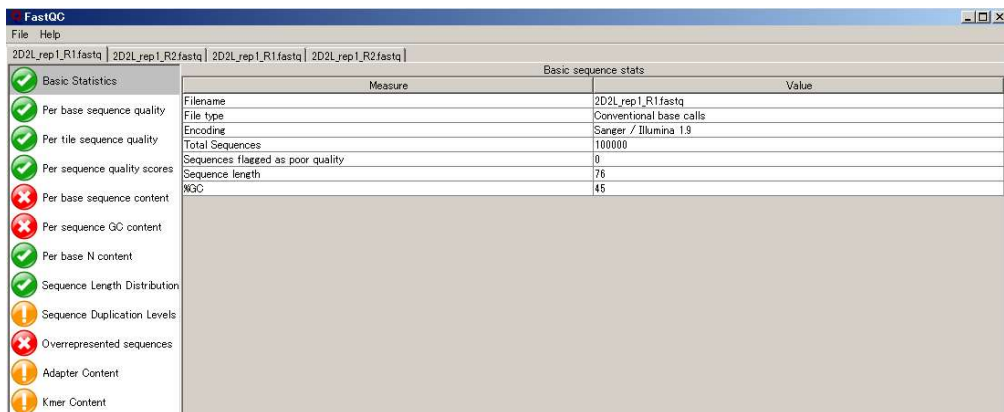 FastQC
File Help
2D2L_rep1_R1.fastq 2D2L_rep1_R2.fastq 2D2L_rep1_R1.fastq 2D2L_rep1_R2.fastq
Basic Statistics
Per base sequence quality
Per tile sequence quality
Per sequence quality scores
Per base sequence content
Per sequence GC content
Per base N content
Sequence Length Distribution
Sequence Duplication Levels
Overrepresented sequences
Adapter Content
Kmer Content
Basic sequence stats
Measure Value
Filename 2D2L_rep1_R1.fastq
File type Conventional base calls
Encoding Sanger / Illumina 1.9
Total Sequences 100000
Sequences flagged as poor quality 0
Sequence length 76
%GC 45